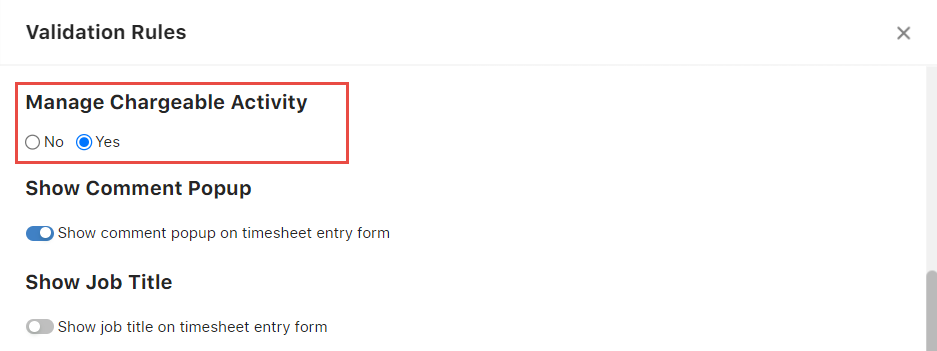 Validation Rules
Manage Chargeable Activity
No Yes
Show Comment Popup
Show comment popup on timesheet entry form
Show Job Title
Show job title on timesheet entry form